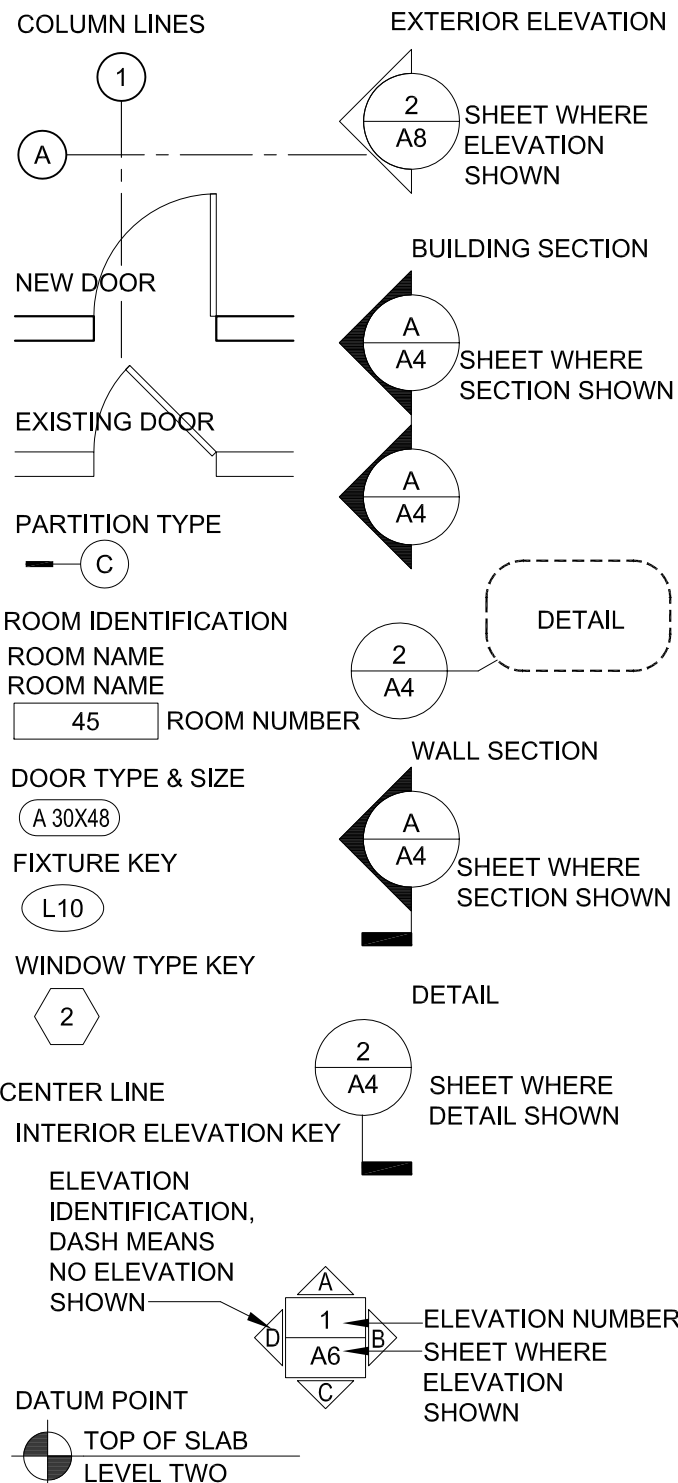 COLUMN LINES
1
A
NEW DOOR
EXISTING DOOR
PARTITION TYPE
C
ROOM IDENTIFICATION
ROOM NAME
ROOM NAME
45 ROOM NUMBER
DOOR TYPE & SIZE
A 30X48
FIXTURE KEY
L10
WINDOW TYPE KEY
2
CENTER LINE
EXTERIOR ELEVATION
2
A8
SHEET WHERE
ELEVATION
SHOWN
BUILDING SECTION
A
A4
SHEET WHERE
SECTION SHOWN
A
A4
DETAIL
2
A4
WALL SECTION
A
A4
SHEET WHERE
SECTION SHOWN
DETAIL
2
A4
SHEET WHERE
DETAIL SHOWN
INTERIOR ELEVATION KEY
ELEVATION
IDENTIFICATION,
DASH MEANS
NO ELEVATION
SHOWN
A
D
1
B
A6
C
ELEVATION NUMBER
SHEET WHERE
ELEVATION
SHOWN
DATUM POINT
TOP OF SLAB
LEVEL TWO